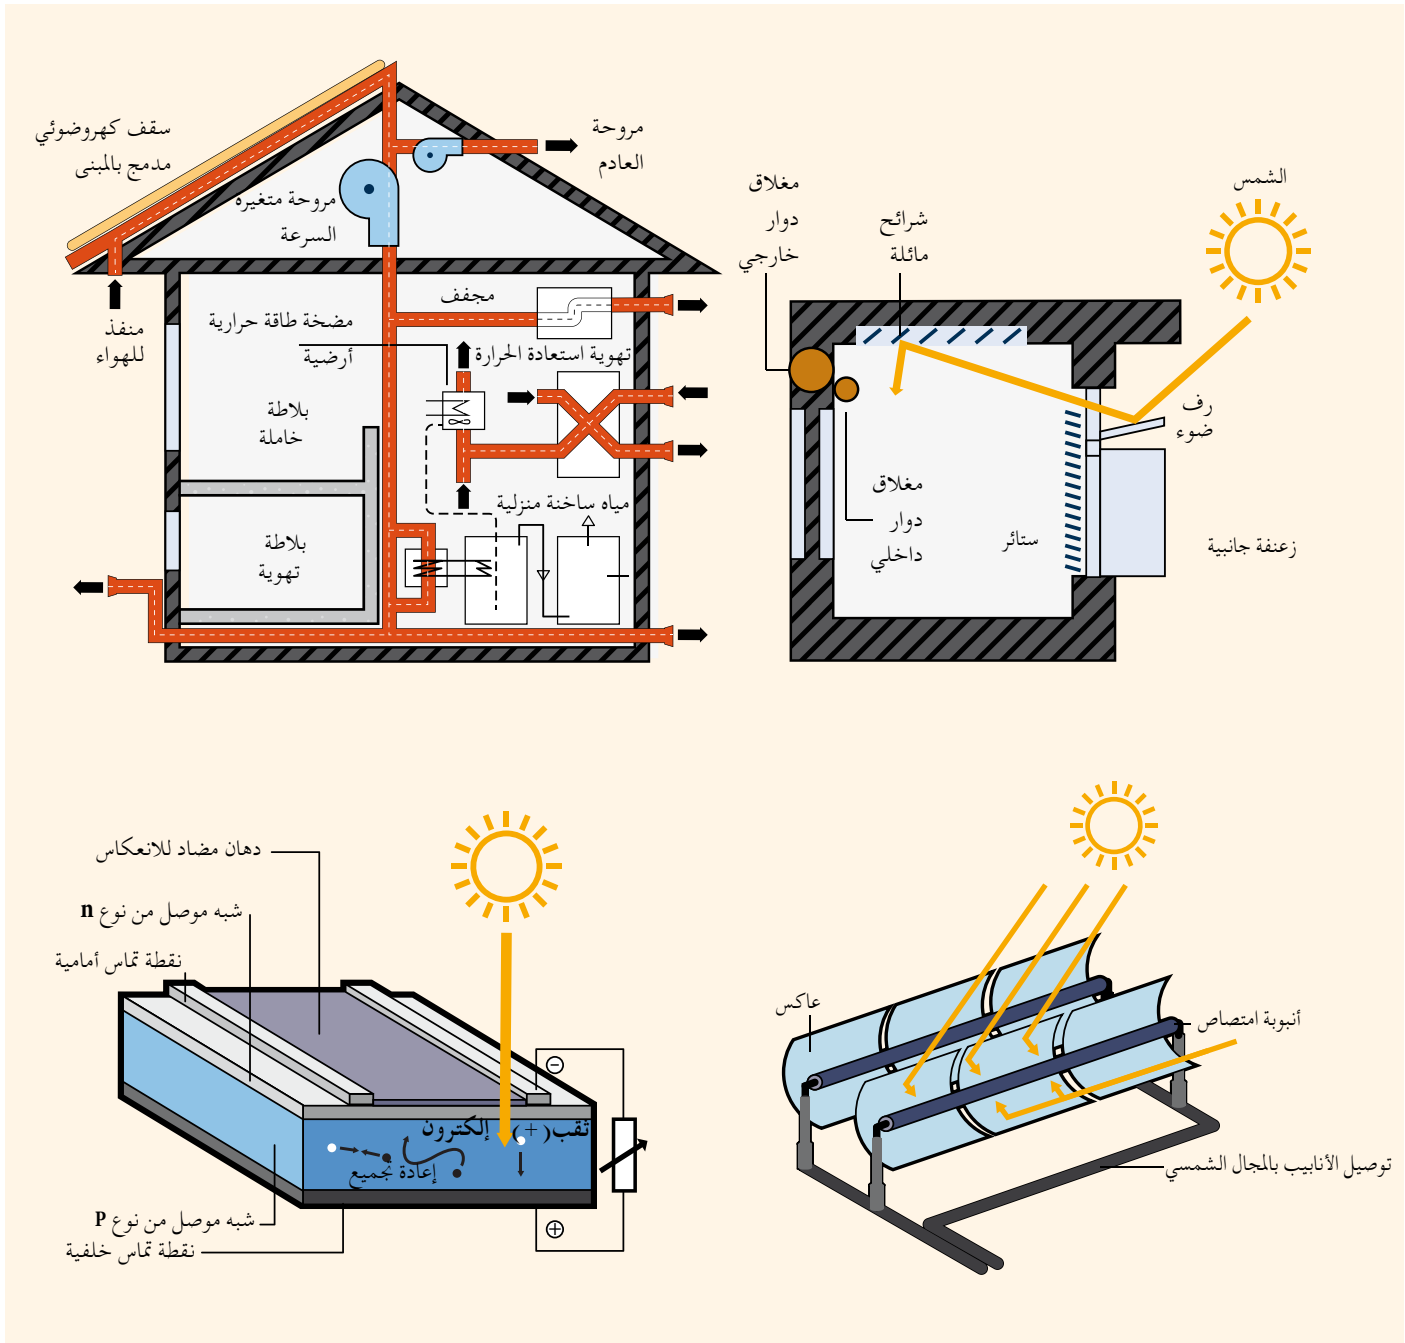 سقف كهروضوئي
مدمج بالمبنى
مروحة
العادم
مروحة متغيرة
السرعة
منفذ
للهواء
مجفف
مضخة طاقة حرارية
أرضية
تهوية استعادة الحرارة
بلاطة
خاملة
مياه ساخنة منزلية
بلاطة
تهوية
الشمس
مغلاق
دوار
خارجي
شرائح
مائلة
رف
ضوء
مغلاق
دوار
داخلي
ستائر
زعنفة جانبية
دهان مضاد للانعكاس
شبه موصل من نوع n
نقطة تماس أمامية
ثقب(+) إلكترون
إعادة تجميع
شبه موصل من نوع P
نقطة تماس خلفية
عاكس
أنبوبة امتصاص
توصيل الأنابيب بالمجال الشمسي